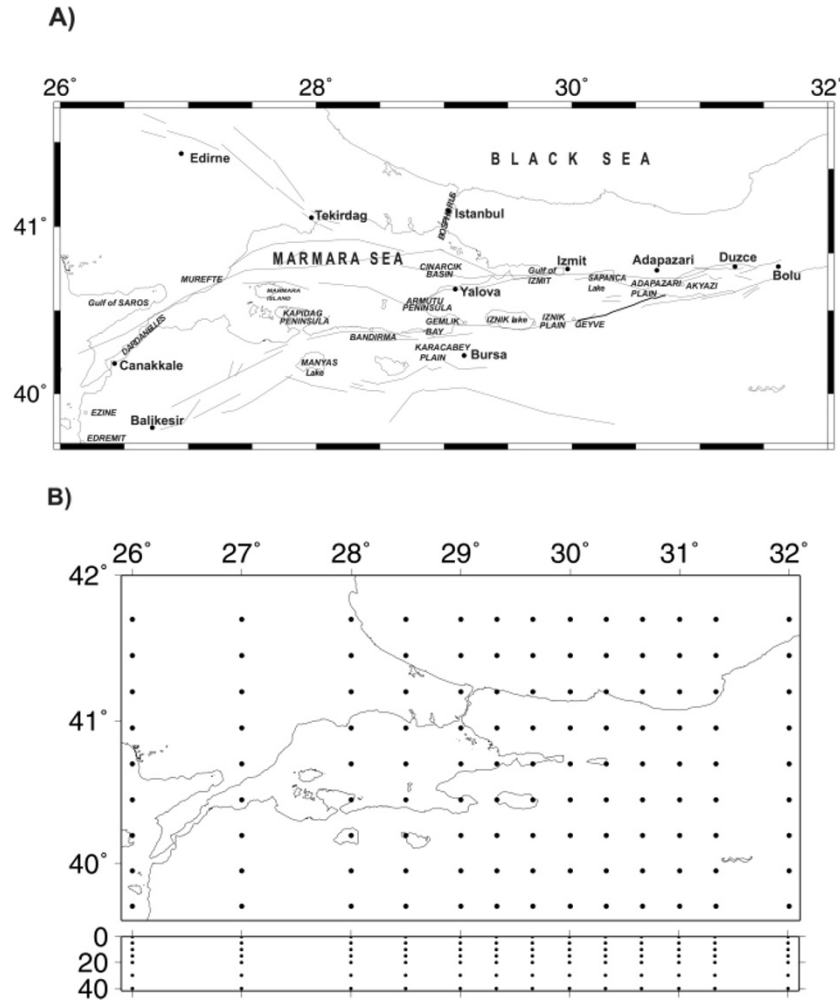 A)
26° 28° 30° 32°
BLACK SEA
Edirne
41°
Tekirdag
BOSPHORUS
Istanbul
MARMARA SEA
CINARCIK
BASIN
Gulf of
IZMIT
Izmit
SAPANCA
Lake
Adapazari
ADAPAZARI
PLAIN
AKYAZI
Duzce
Bolu
MUREFTE
Gulf of SAROS
MARMARA
ISLAND
KAPIDAG
PENINSULA
Yalova
ARMUTU
PENINSULA
GEMLIK
BAY
IZNIK lake
IZNIK
PLAIN
GEYVE
DARDANELLES
BANDIRMA
KARACABEY
PLAIN
Bursa
MANYAS
Lake
Canakkale
40°
EZINE
Balikesir
EDREMIT
B)
26° 27° 28° 29° 30° 31° 32°
42°
41°
40°
0
20
40